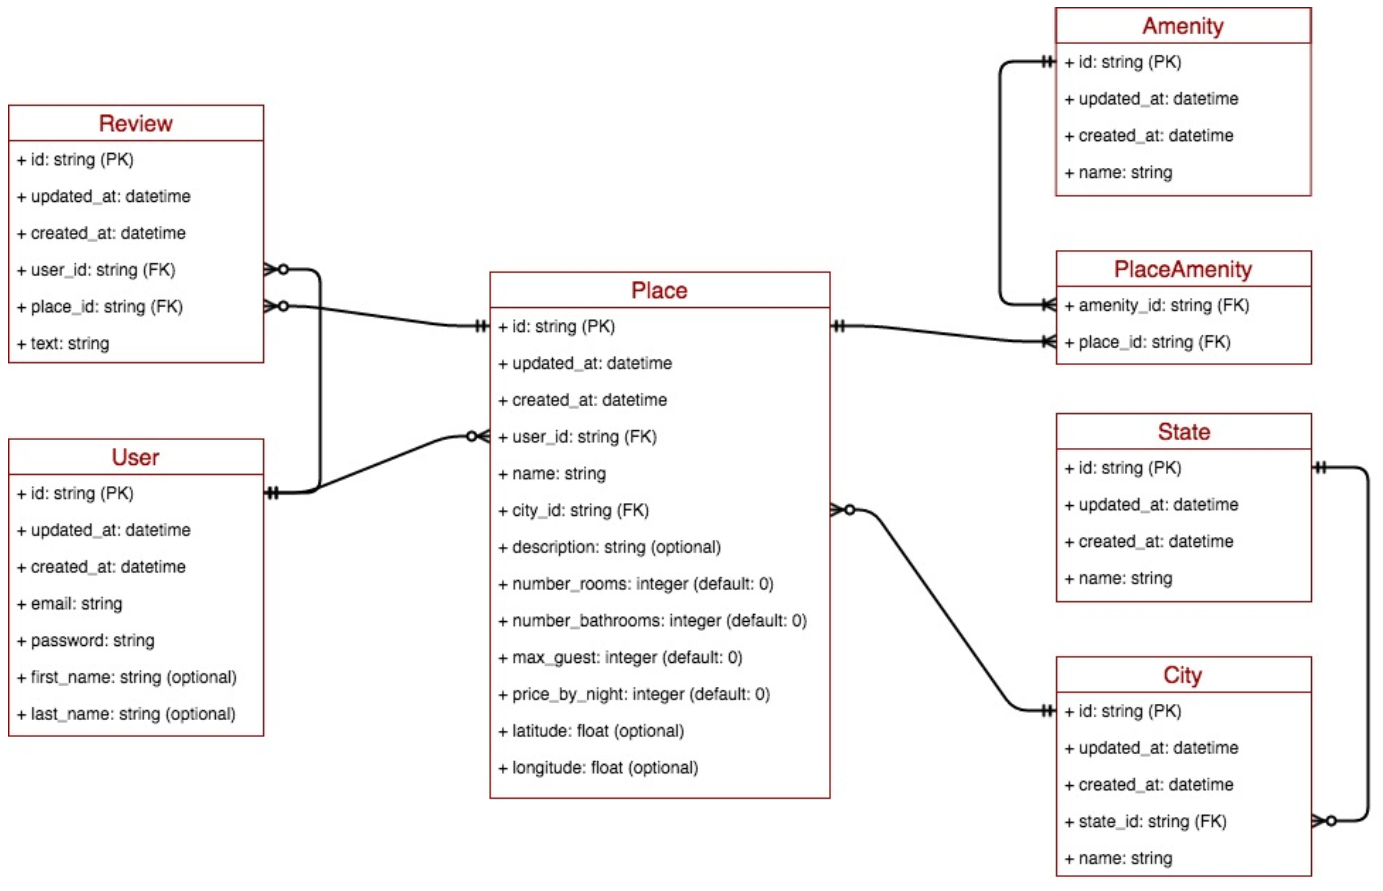 Review
+ id: string (PK)
+ updated_at: datetime
+ created_at: datetime
+ user_id: string (FK)
+ place_id: string (FK)
+ text: string
User
+ id: string (PK)
+ updated_at: datetime
+ created_at: datetime
+ email: string
+ password: string
+ first_name: string (optional)
+ last_name: string (optional)
Place
+ id: string (PK)
+ updated_at: datetime
+ created_at: datetime
+ user_id: string (FK)
+ name: string
+ city_id: string (FK)
+ description: string (optional)
+ number_rooms: integer (default: 0)
+ number_bathrooms: integer (default: 0)
+ max_guest: integer (default: 0)
+ price_by_night: integer (default: 0)
+ latitude: float (optional)
+ longitude: float (optional)
Amenity
+ id: string (PK)
+ updated_at: datetime
+ created_at: datetime
+ name: string
PlaceAmenity
+ amenity_id: string (FK)
+ place_id: string (FK)
State
+ id: string (PK)
+ updated_at: datetime
+ created_at: datetime
+ name: string
City
+ id: string (PK)
+ updated_at: datetime
+ created_at: datetime
+ state_id: string (FK)
+ name: string